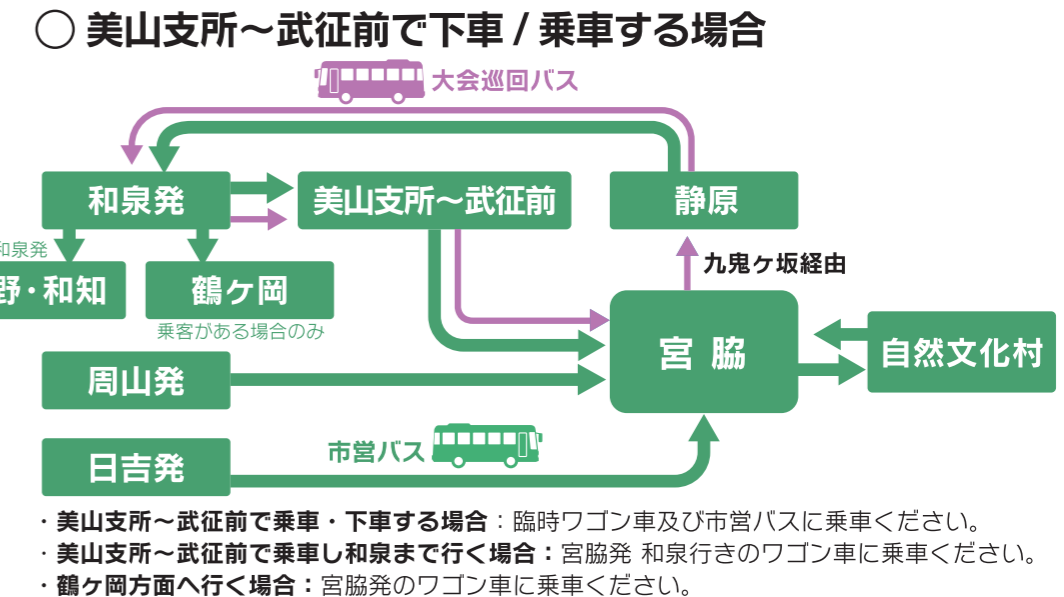 ○ 美山支所～武征前で下車 / 乗車する場合
大会巡回バス
和泉発
美山支所～武征前
静原
和泉発
九鬼ヶ坂経由
野・和知
鶴ヶ岡
乗客がある場合のみ
宮 脇
自然文化村
周山発
市営バス
日吉発
・美山支所～武征前で乗車・下車する場合：臨時ワゴン車及び市営バスに乗車ください。
・美山支所～武征前で乗車し和泉まで行く場合：宮脇発 和泉行きのワゴン車に乗車ください。
・鶴ヶ岡方面へ行く場合：宮脇発のワゴン車に乗車ください。